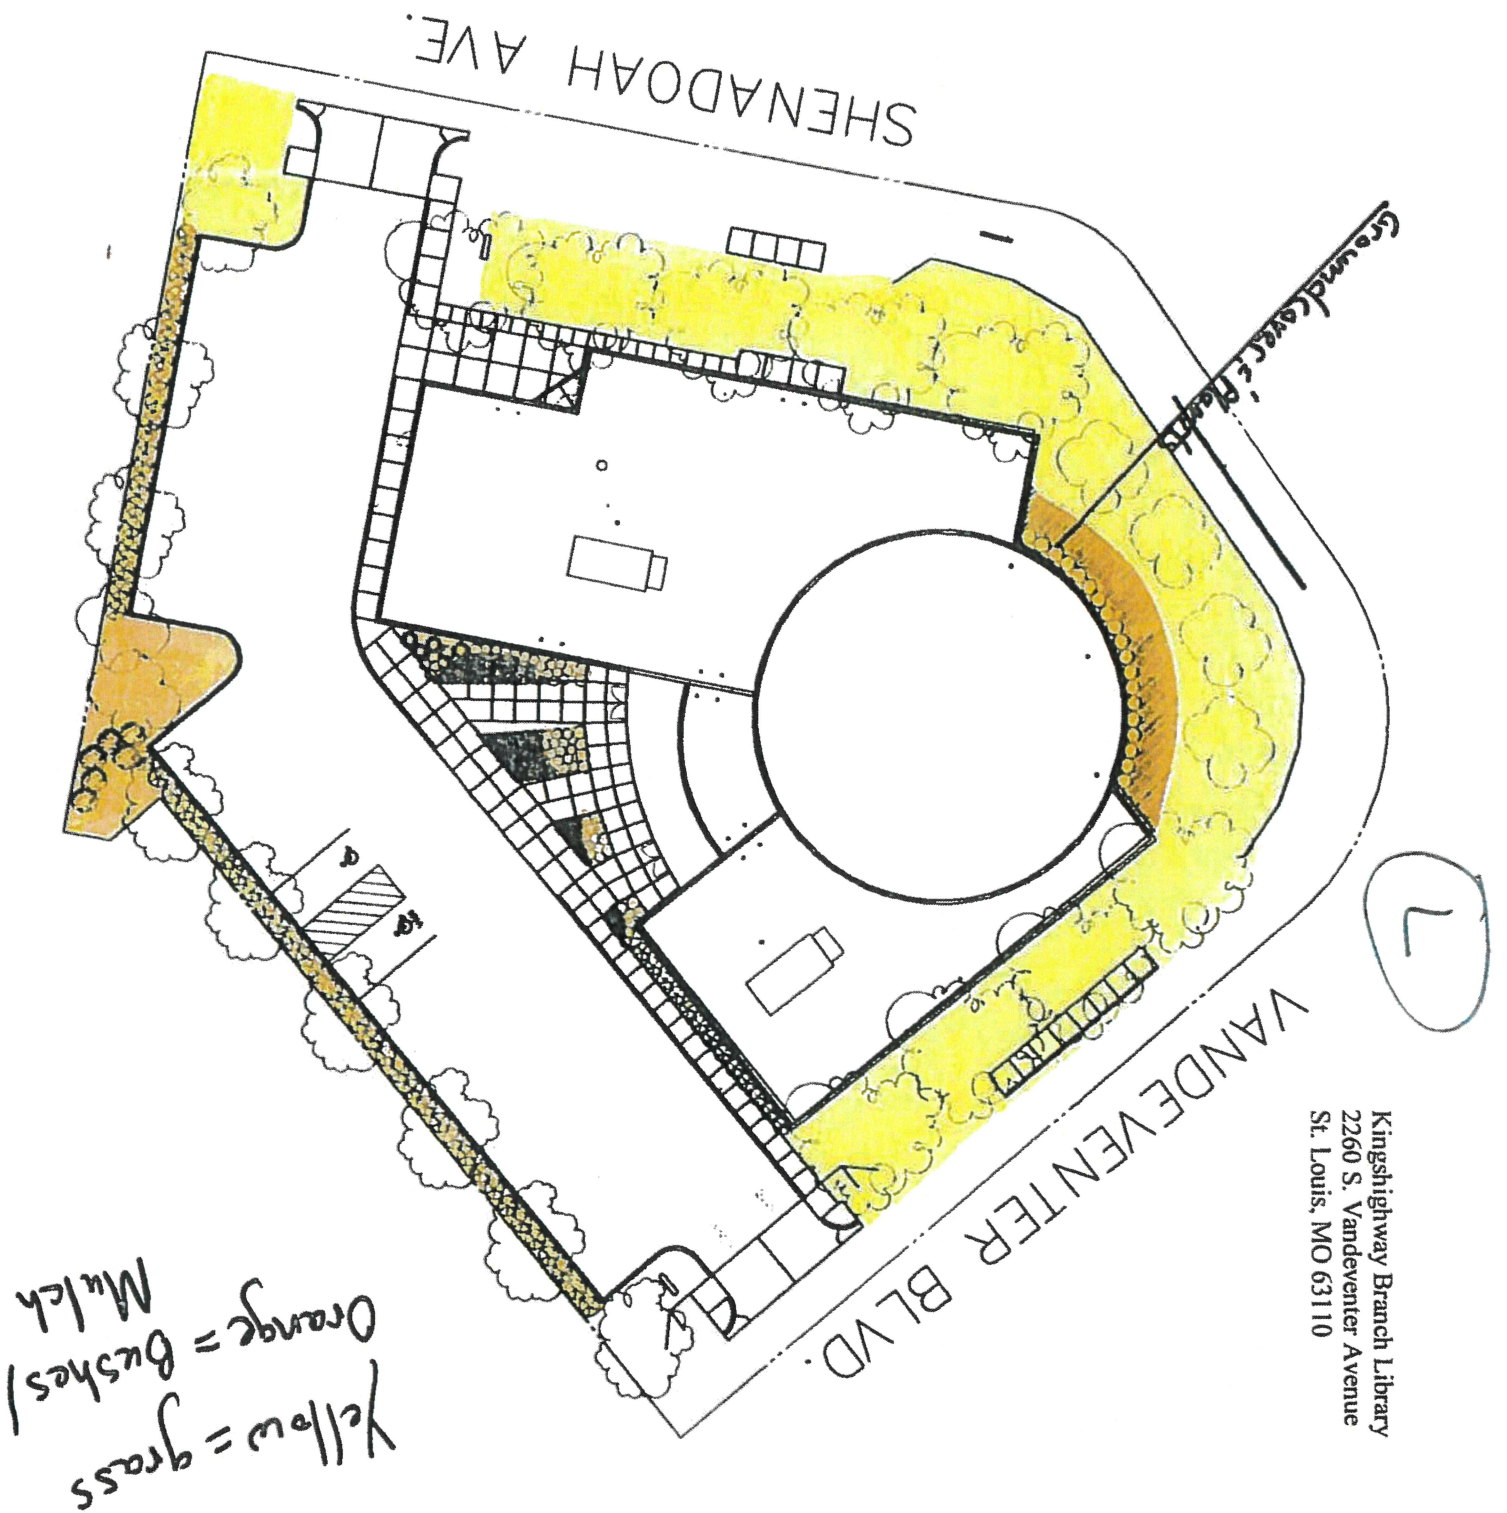 SHENADOAH AVE.
Groundcover & Plants
VANDEVENTER BLVD.
L
Kingshighway Branch Library
2260 S. Vandeventer Avenue
St. Louis, MO 63110
Yellow = grass
Orange = Bushes/
Mulch